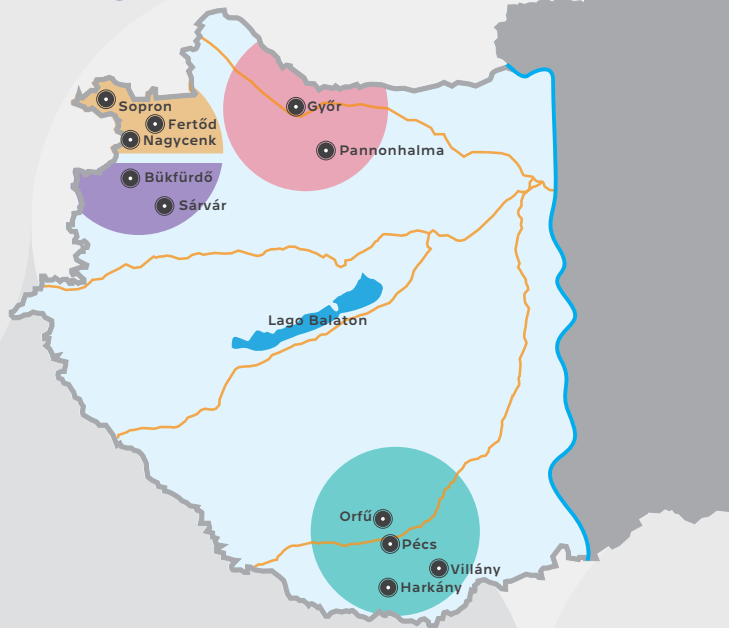 Sopron
Győr
Fertőd
Nagycenk
Pannonhalma
Bükfürdő
Sárvár
Lago Balaton
Orfű
Pécs
Villány
Harkány